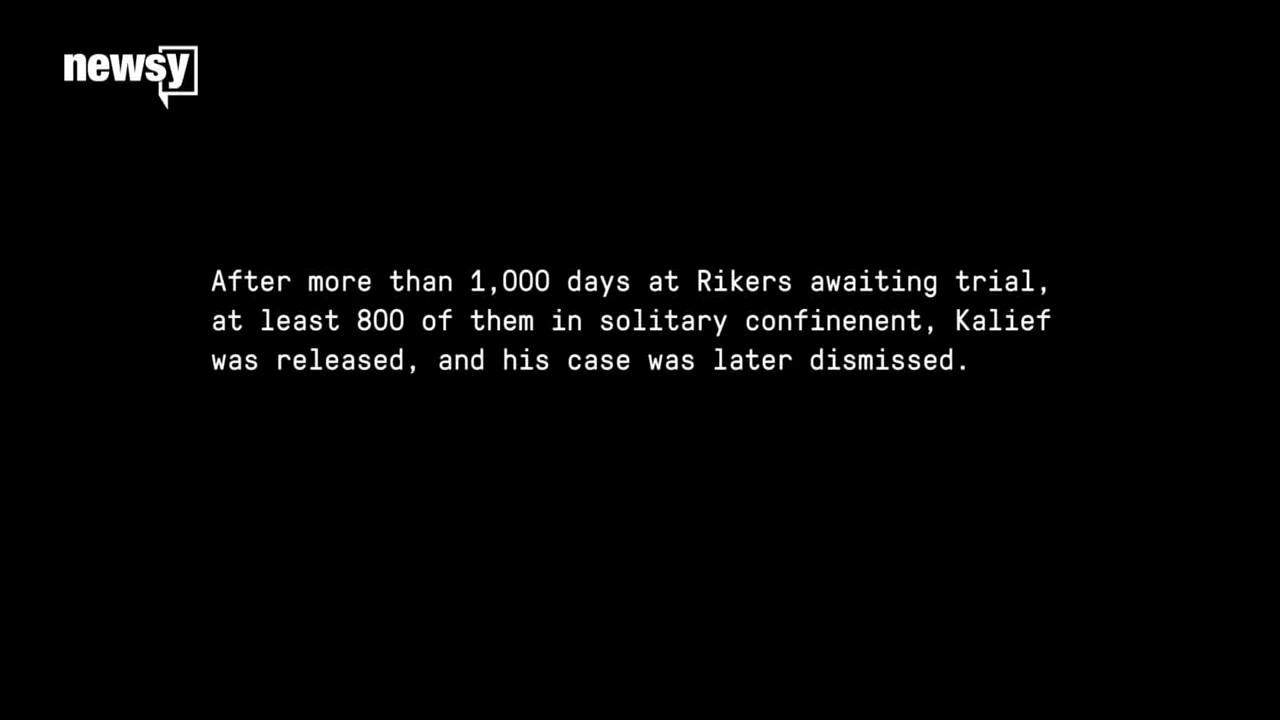 newsy
After more than 1,000 days at Rikers awaiting trial,
at least 800 of them in solitary confinenent, Kalief
was released, and his case was later dismissed.